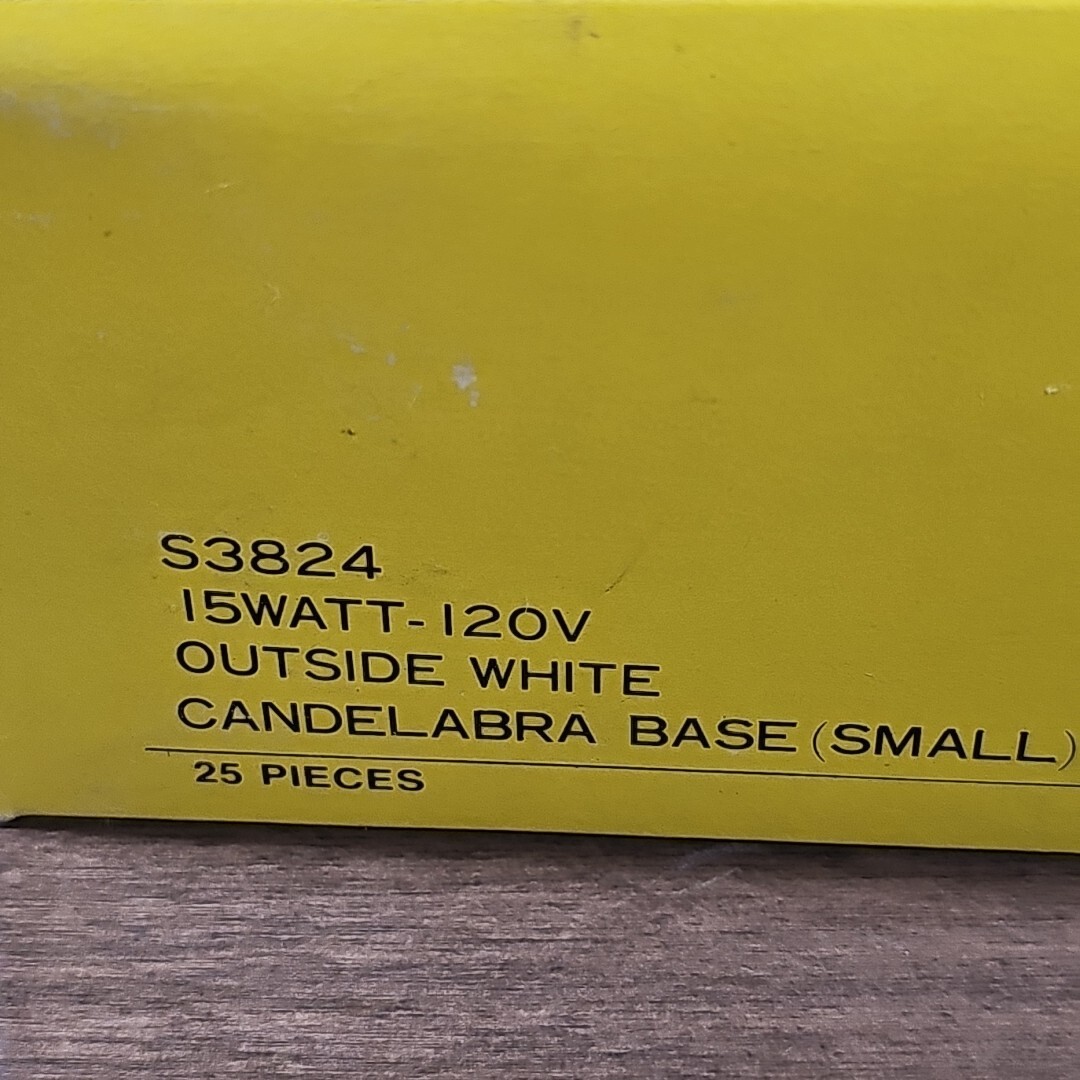 S3824
15WATT-120V
OUTSIDE WHITE
CANDELABRA BASE (SMALL)
25 PIECES